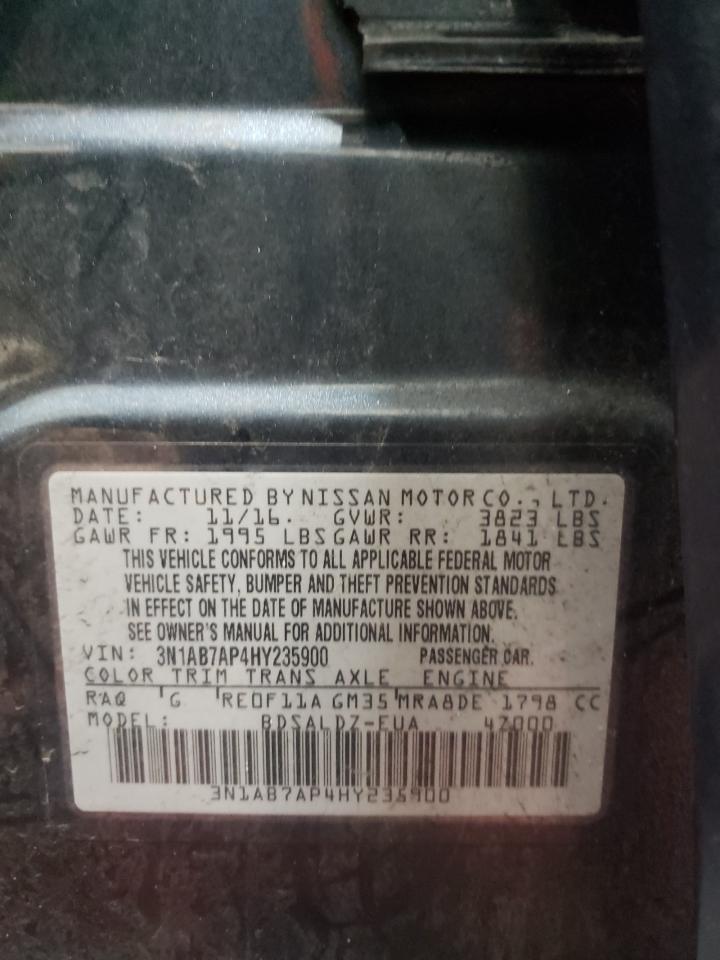 MANUFACTURED BY NISSAN MOTOR CO., LTD.
DATE: 11/16. GVWR: 3823 LBS
GAWR FR: 1995 LBS GAWR RR: 1841 LBS
THIS VEHICLE CONFORMS TO ALL APPLICABLE FEDERAL MOTOR
VEHICLE SAFETY, BUMPER AND THEFT PREVENTION STANDARDS
IN EFFECT ON THE DATE OF MANUFACTURE SHOWN ABOVE.
SEE OWNER'S MANUAL FOR ADDITIONAL INFORMATION.
VIN: 3N1AB7AP4HY235900 PASSENGER CAR.
COLOR TRIM TRANS AXLE ENGINE
RAQ G RE0F11A GM35 MRA8DE 1798 CC
MODEL: BDSALDZ-EUA 4Z000
3N1AB7AP4HY235900